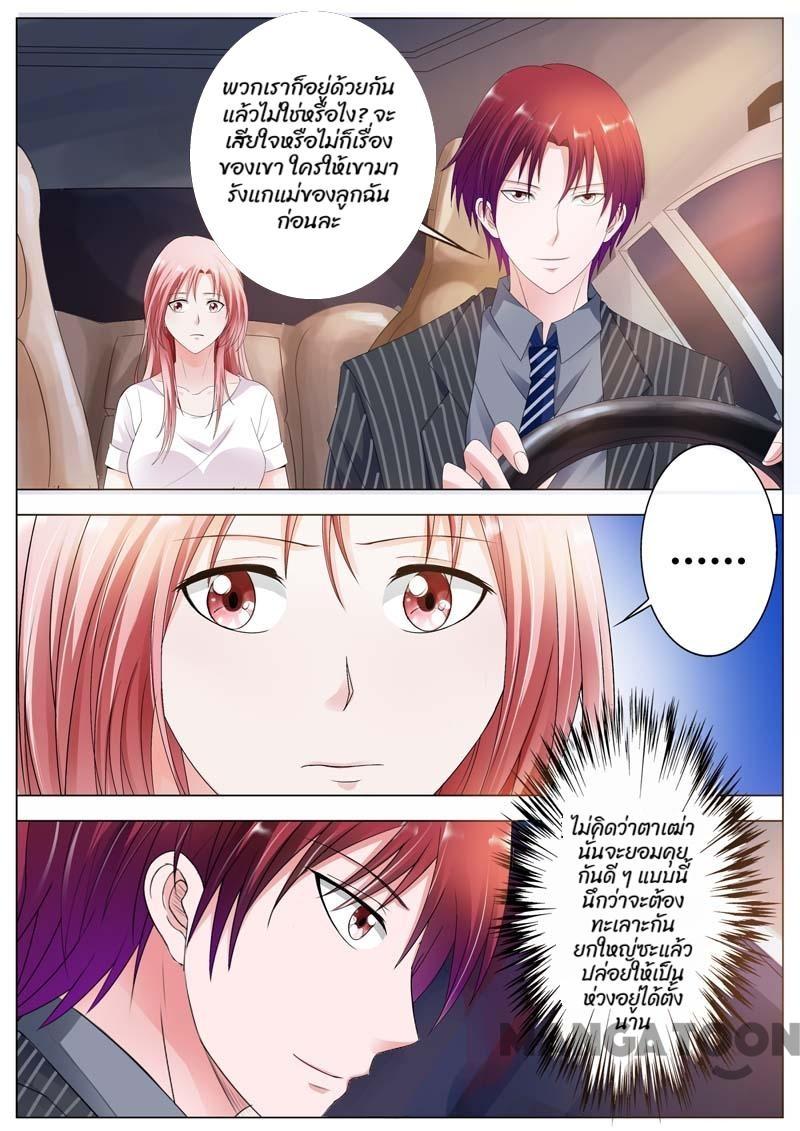 พวกเราก็อยู่ด้วยกัน
แล้วไม่ใช่หรือไง? จะ
เสียใจหรือไม่ก็เรื่อง
ของเขา ใครให้เขามา
รังแกแม่ของลูกฉัน
ก่อนละ
......
ไม่คิดว่าตาเฒ่า
นั่นจะยอมคุย
กันดี ๆ แบบนี้
นึกว่าจะต้อง
ทะเลาะกัน
ยกใหญ่ซะแล้ว
ปล่อยให้เป็น
ห่วงอยู่ได้ตั้ง
นาน
MANGATOON